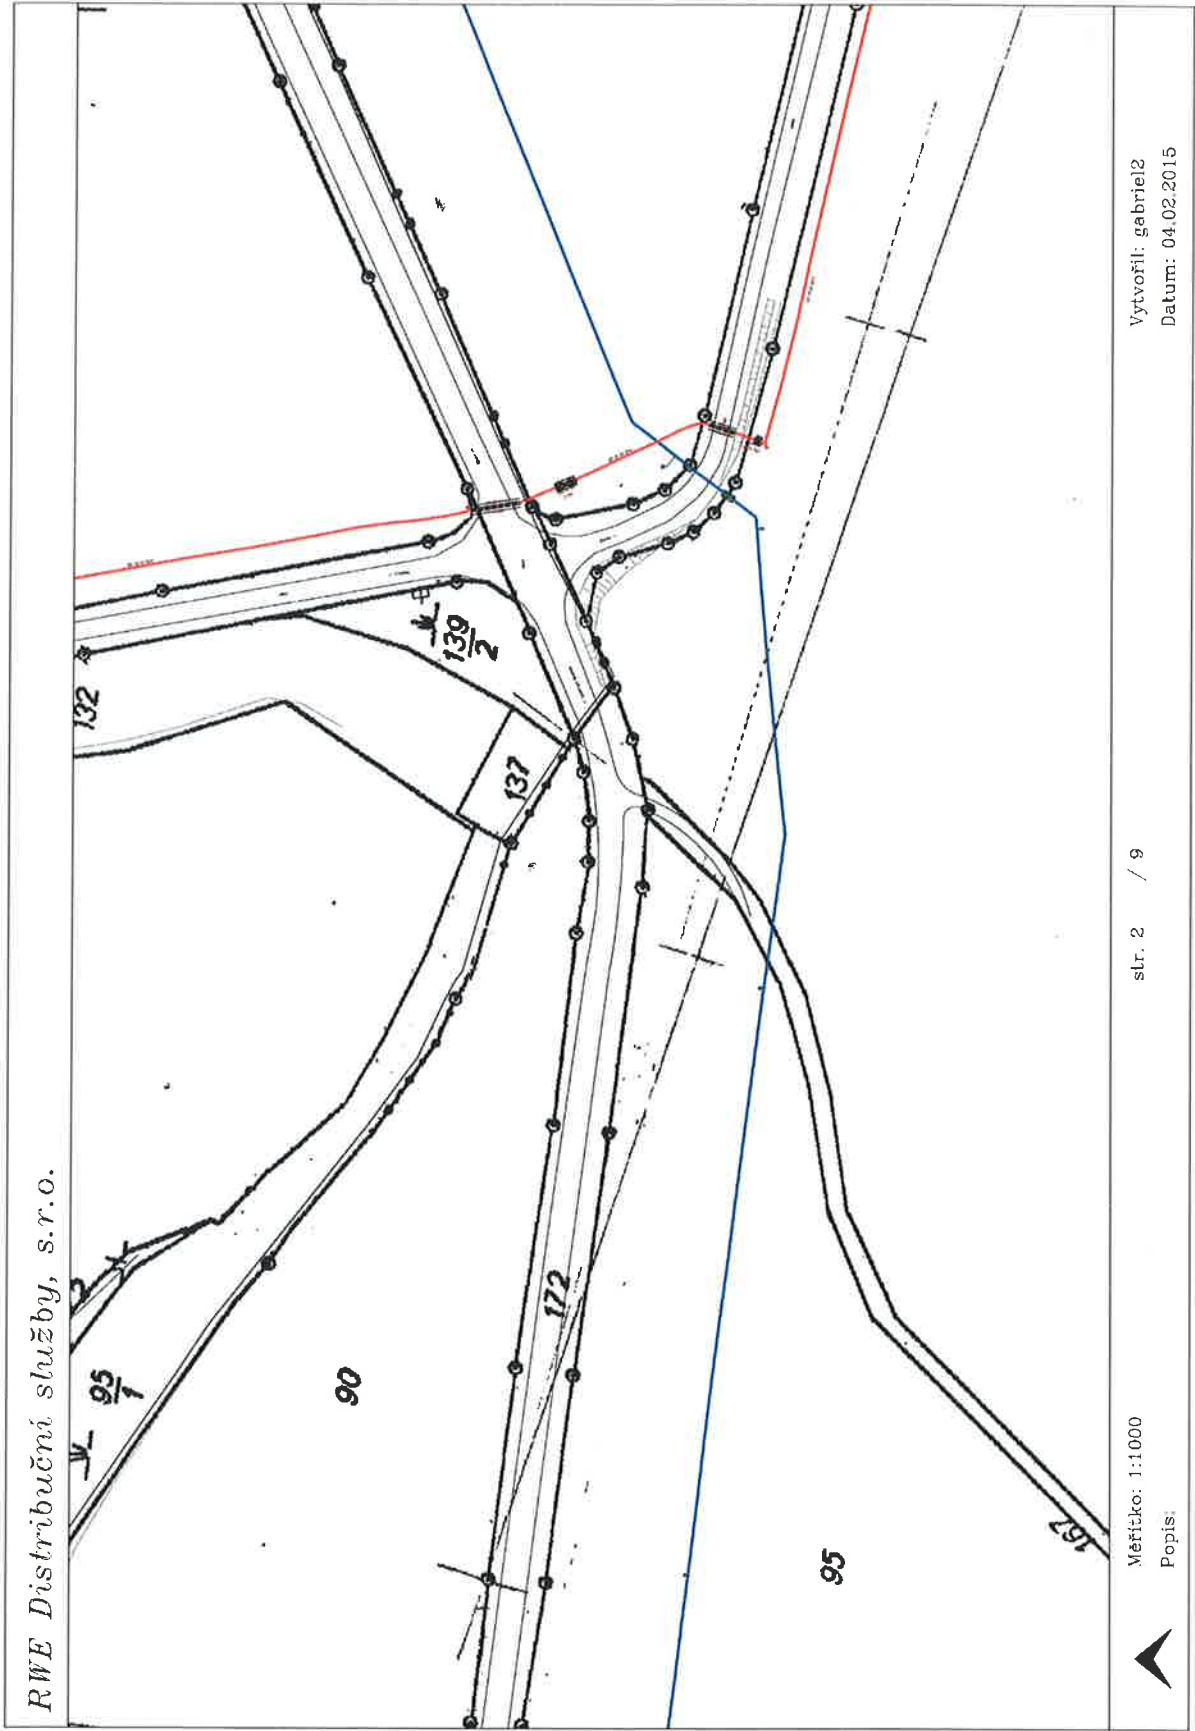 RWE Distribuční služby, s.r.o.
132
139
2
137
95
1
90
172
95
167
Měřítko: 1:1000
Popis:
str. 2 / 9
Vytvořil: gabriel2
Datum: 04.02.2015